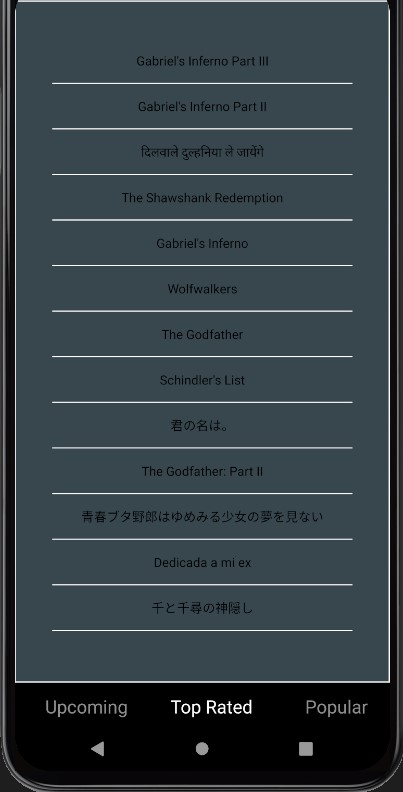 Gabriel's Inferno Part III
Gabriel's Inferno Part II
दिलवाले दुल्हनिया ले जायेंगे
The Shawshank Redemption
Gabriel's Inferno
Wolfwalkers
The Godfather
Schindler's List
君の名は。
The Godfather: Part II
青春ブタ野郎はゆめみる少女の夢を見ない
Dedicada a mi ex
千と千尋の神隠し
Upcoming Top Rated Popular